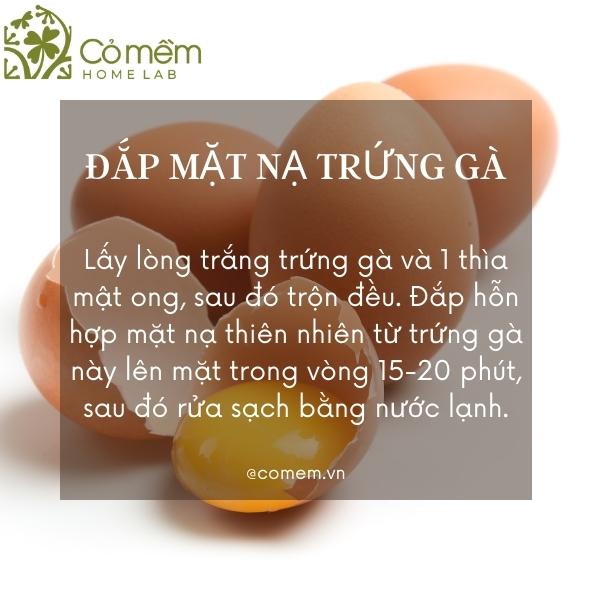 Cỏ mềm
HOME LAB
ĐẮP MẶT NẠ TRỨNG GÀ
Lấy lòng trắng trứng gà và 1 thìa
mật ong, sau đó trộn đều. Đắp hỗn
hợp mặt nạ thiên nhiên từ trứng gà
này lên mặt trong vòng 15-20 phút,
sau đó rửa sạch bằng nước lạnh.
@comem.vn